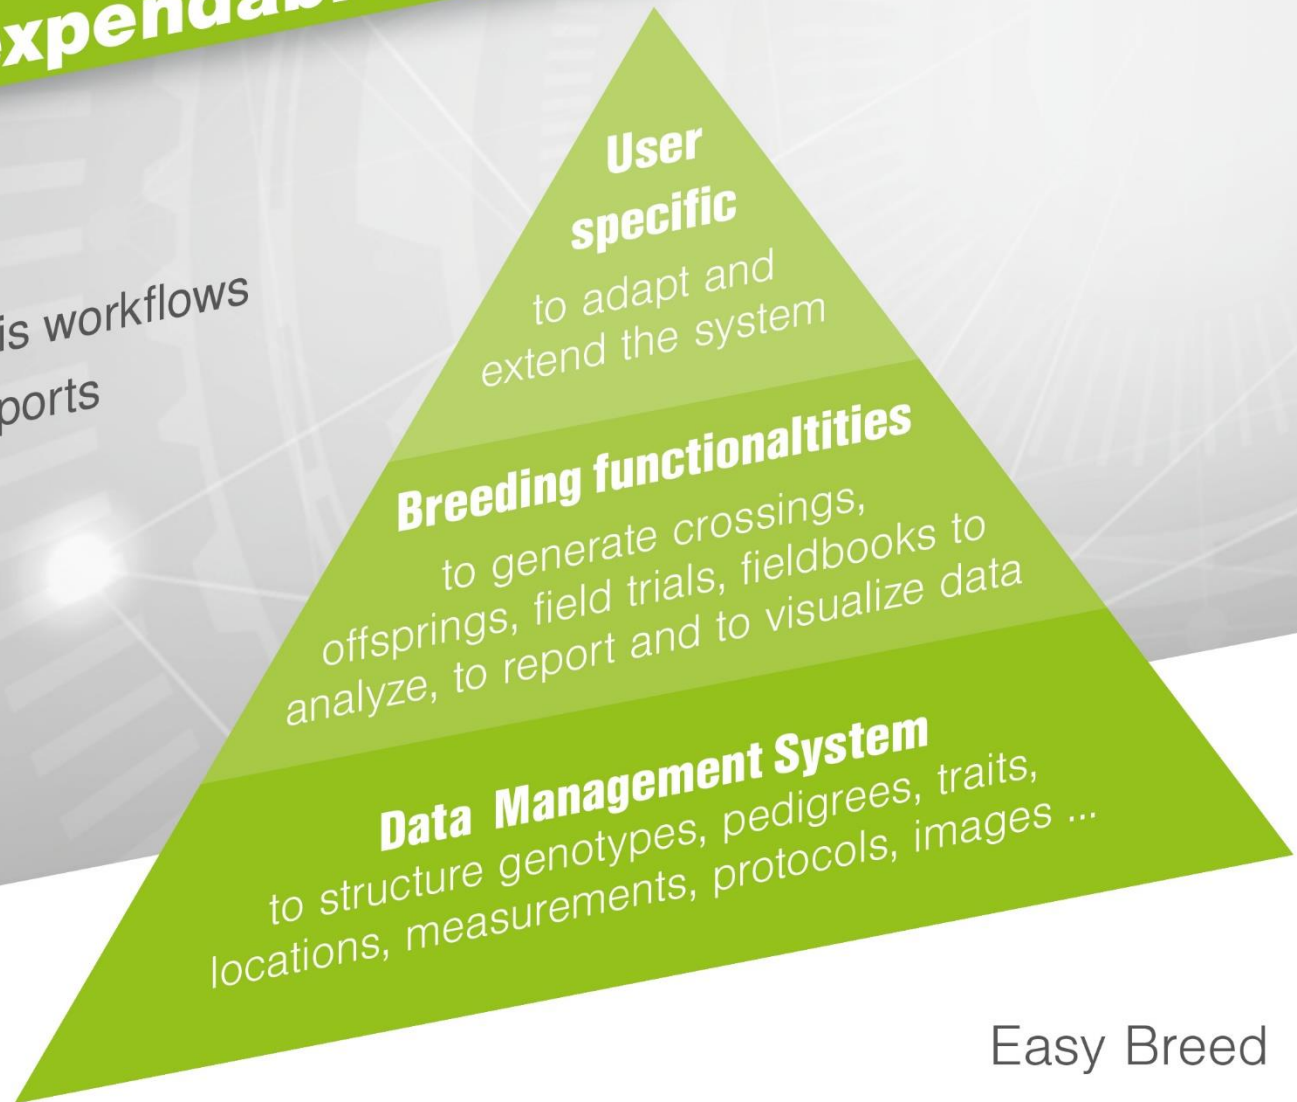 User
specific
to adapt and
extend the system
is workflows
ports
Breeding functionaltities
to generate crossings,
offsprings, field trials, fieldbooks to
analyze, to report and to visualize data
Data Management System
to structure genotypes, pedigrees, traits,
locations, measurements, protocols, images ...
Easy Breed